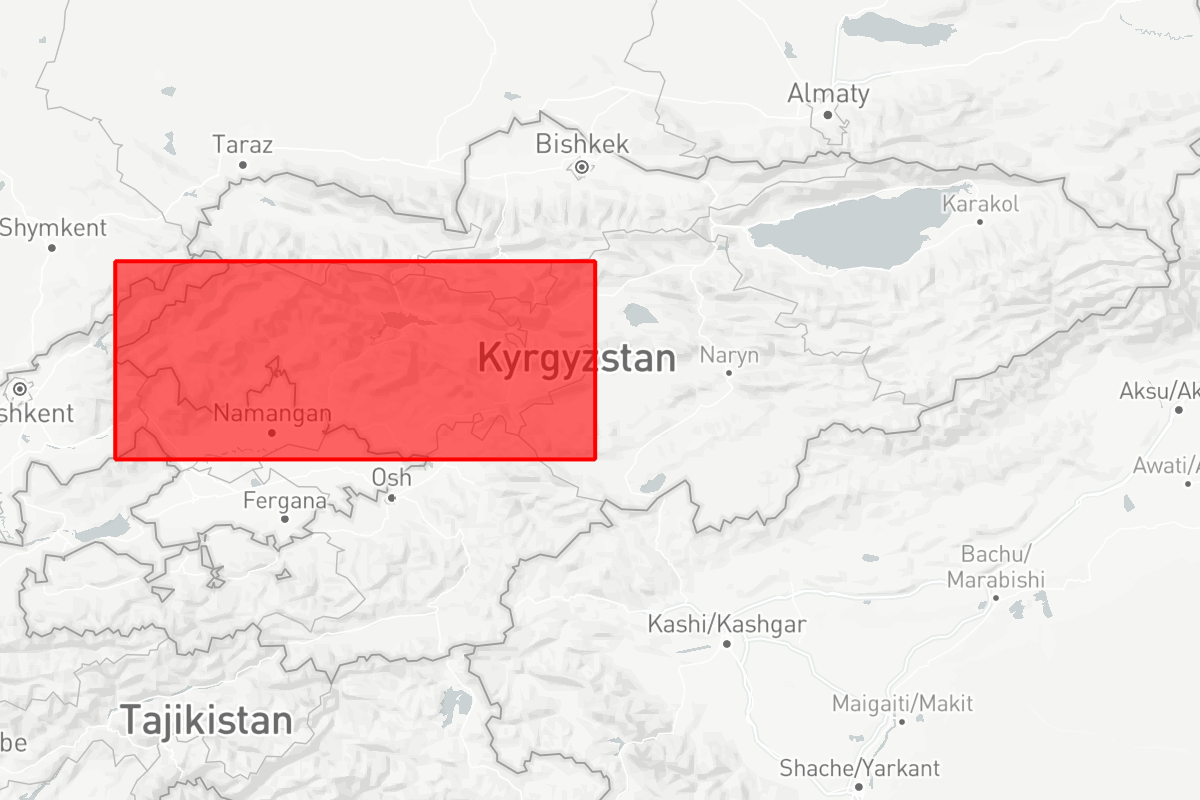 Almaty
Taraz
Bishkek
Karakol
Shymkent
Kyrgyzstan
Naryn
Aksu/Ak
shkent
Namangan
Awati/A
Osh
Fergana
Bachu/
Marabishi
Kashi/Kashgar
Maigaiti/Makit
Tajikistan
be
Shache/Yarkant